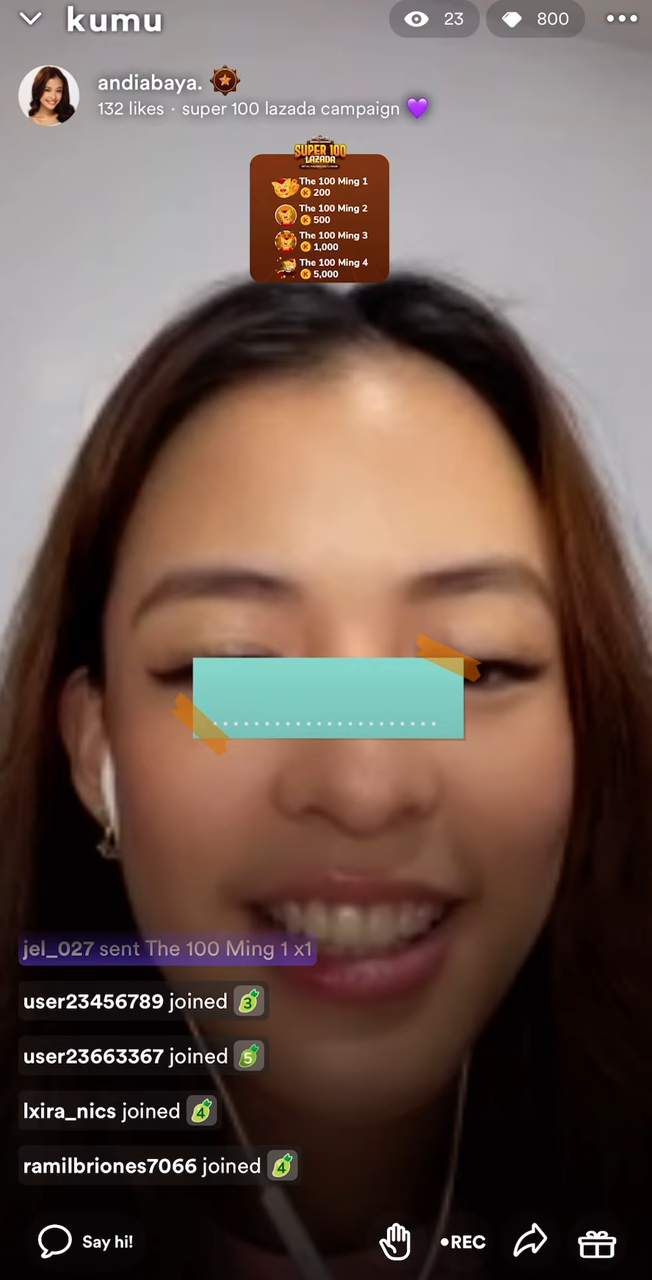 kumu
23
800
andiabaya.
132 likes · super 100 lazada campaign 💜
SUPER 100
LAZADA
The 100 Ming 1
K 200
The 100 Ming 2
K 500
The 100 Ming 3
K 1,000
The 100 Ming 4
K 5,000
jel_027 sent The 100 Ming 1 x1
user23456789 joined 3
user23663367 joined 5
lxira_nics joined 4
ramilbriones7066 joined 4
Say hi!
•REC